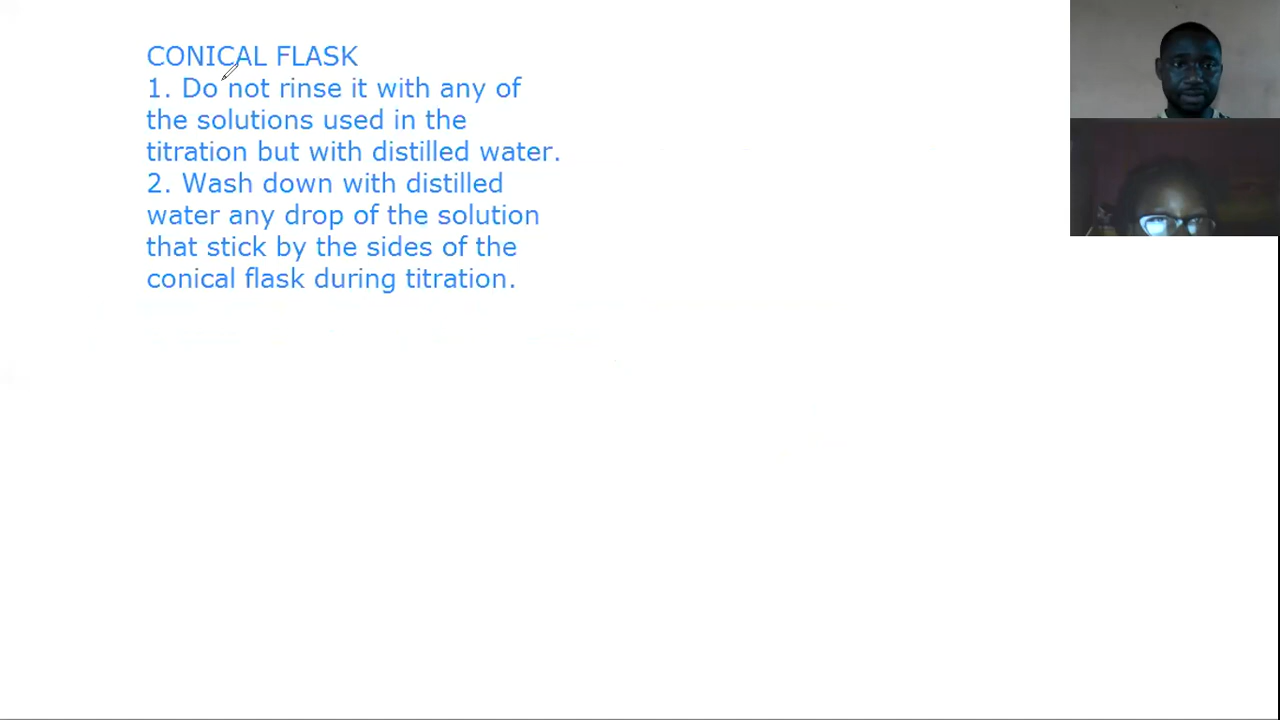 CONICAL FLASK
1. Do not rinse it with any of
the solutions used in the
titration but with distilled water.
2. Wash down with distilled
water any drop of the solution
that stick by the sides of the
conical flask during titration.